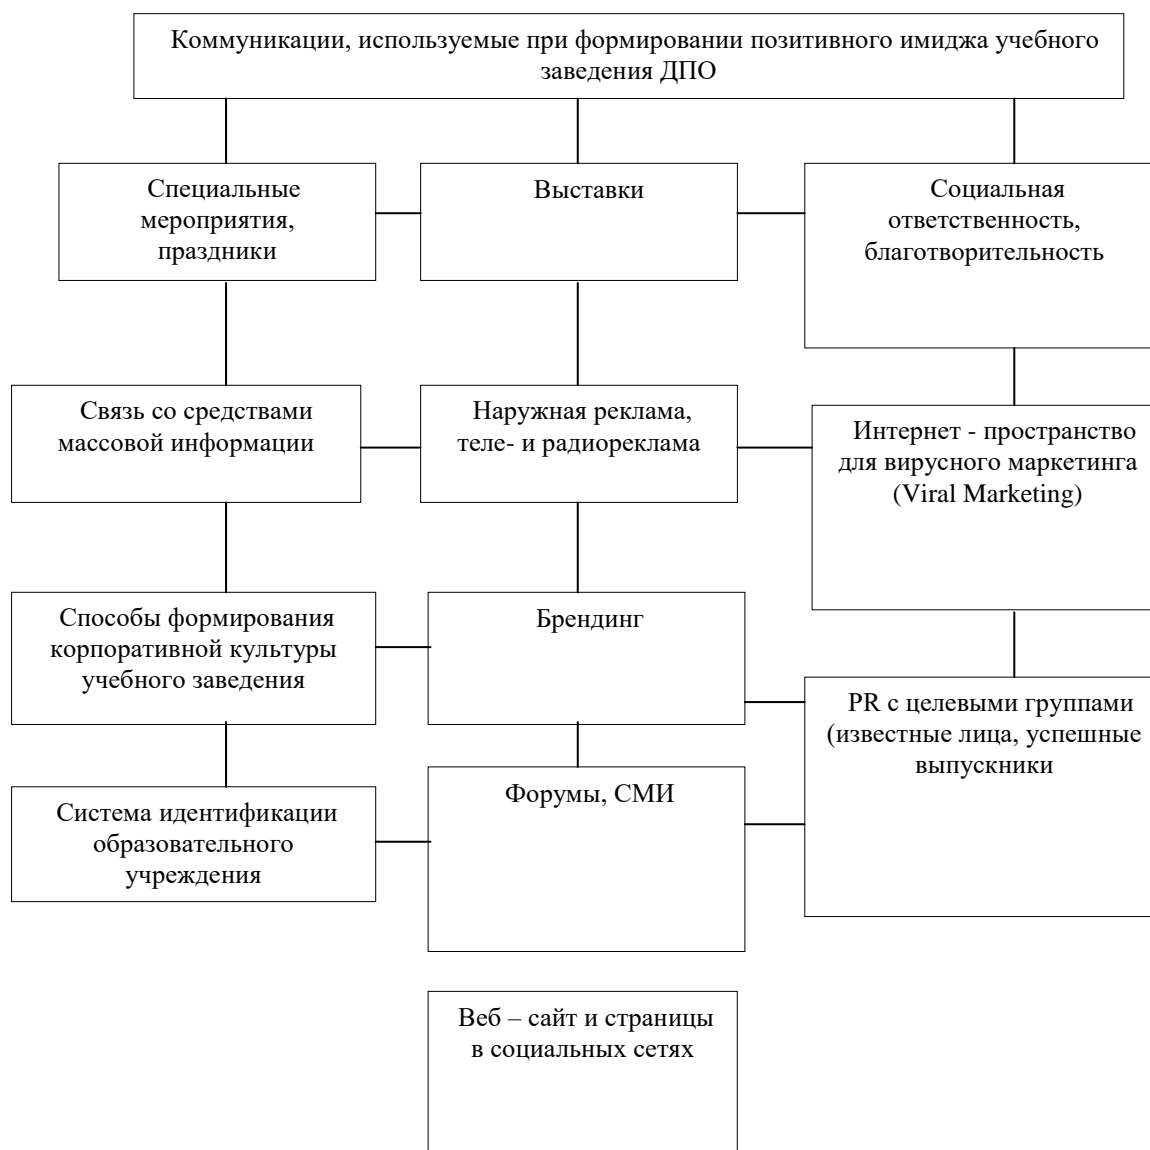 Коммуникации, используемые при формировании позитивного имиджа учебного
заведения ДПО
Специальные
мероприятия,
праздники
Выставки
Социальная
ответственность,
благотворительность
Связь со средствами
массовой информации
Наружная реклама,
теле- и радиореклама
Интернет - пространство
для вирусного маркетинга
(Viral Marketing)
Способы формирования
корпоративной культуры
учебного заведения
Брендинг
PR с целевыми группами
(известные лица, успешные
выпускники
Система идентификации
образовательного
учреждения
Форумы, СМИ
Веб – сайт и страницы
в социальных сетях